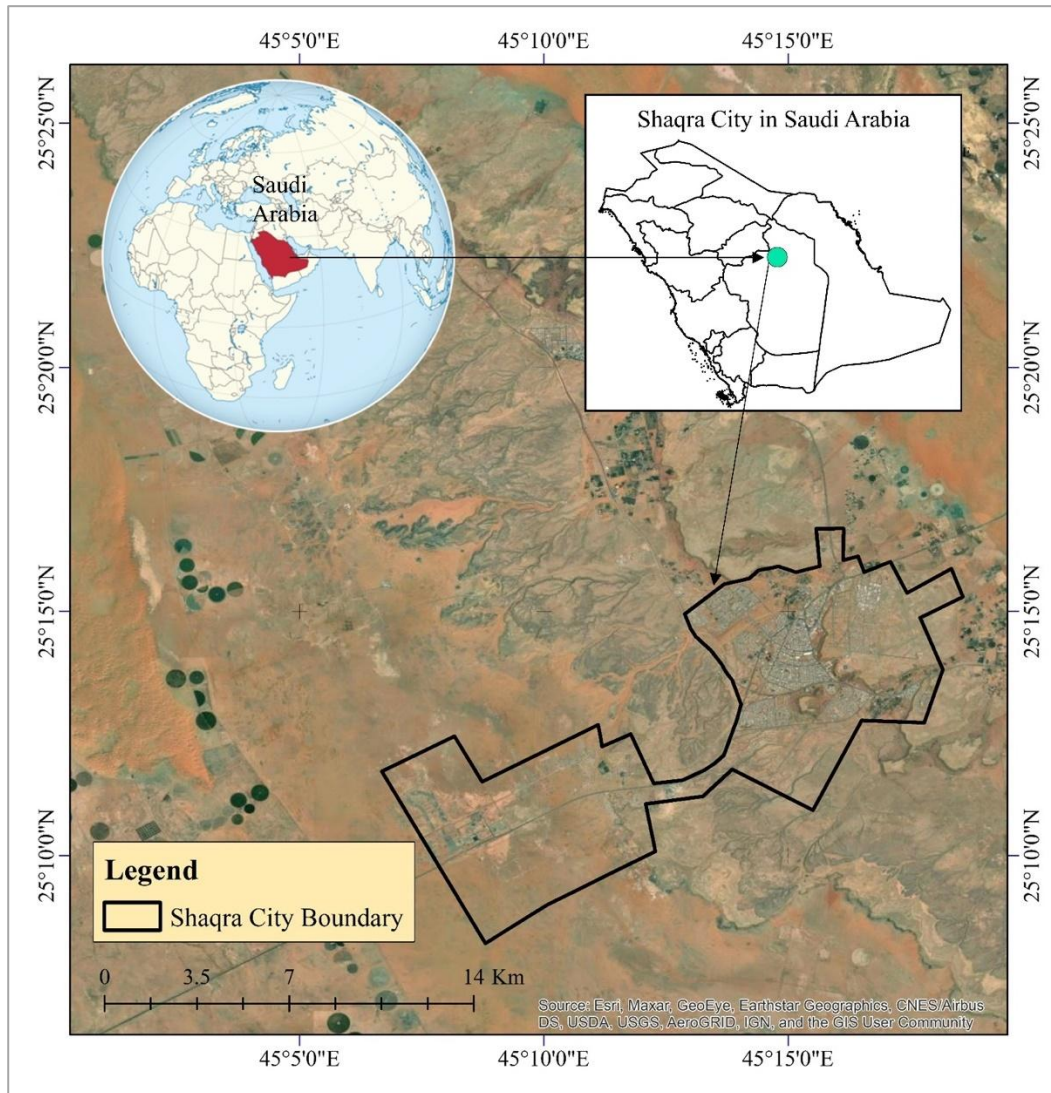 45°5'0"E
45°10'0"E
45°15'0"E
25°25'0"N
25°25'0"N
Shaqra City in Saudi Arabia
Saudi
Arabia
25°20'0"N
25°20'0"N
25°15'0"N
25°15'0"N
25°10'0"N
25°10'0"N
Legend
Shaqra City Boundary
0 3.5 7 14 Km
Source: Esri, Maxar, GeoEye, Earthstar Geographics, CNES/Airbus
DS, USDA, USGS, AeroGRID, IGN, and the GIS User Community
45°5'0"E
45°10'0"E
45°15'0"E